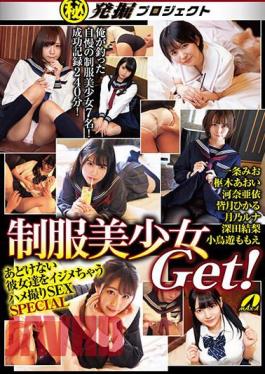 ㊙発掘プロジェクト
俺が釣った
自慢の制服美少女7名!
成功記録240分!
一条みお
枢木あおい
河奈亜依
皆月ひかる
月乃ルナ
深田結梨
小鳥遊ももえ
制服美少女
Get!
あどけない
彼女達をイジメちゃう
ハメ撮りSEX
SPECIAL
MAXA